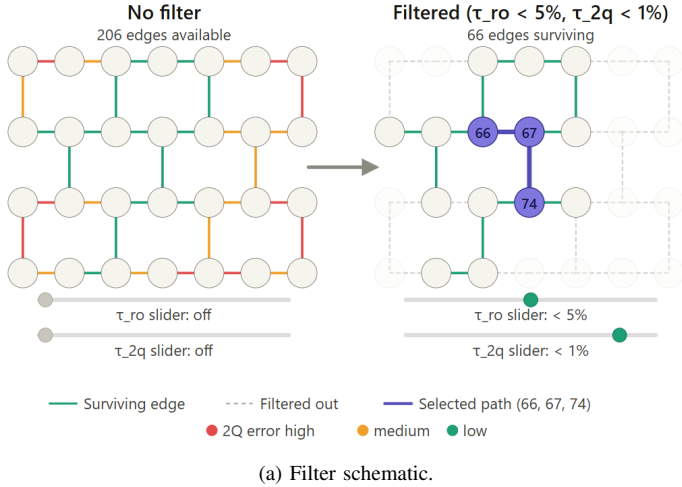 No filter
206 edges available
Filtered (τ_ro < 5%, τ_2q < 1%)
66 edges surviving
66
67
74
τ_ro slider: off
τ_2q slider: off
τ_ro slider: < 5%
τ_2q slider: < 1%
Surviving edge
Filtered out
Selected path (66, 67, 74)
2Q error high
medium
low
(a) Filter schematic.